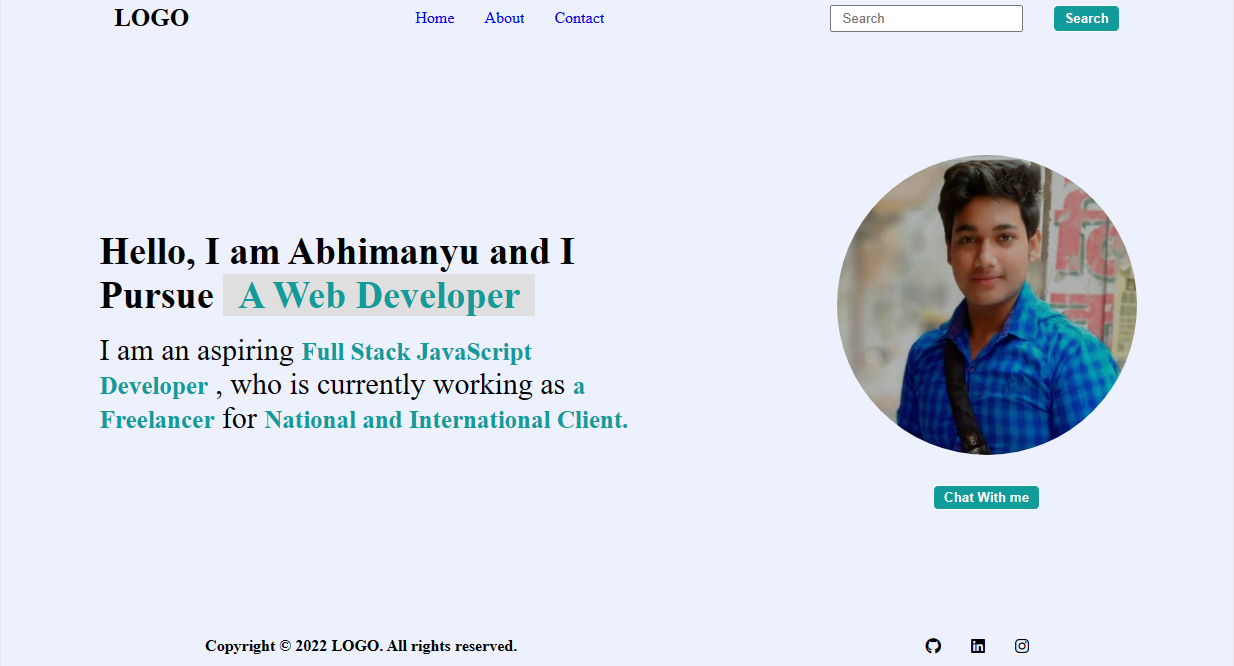 LOGO
Home About Contact
Search
Search
Hello, I am Abhimanyu and I
Pursue A Web Developer
I am an aspiring Full Stack JavaScript
Developer , who is currently working as a
Freelancer for National and International Client.
Chat With me
Copyright © 2022 LOGO. All rights reserved.